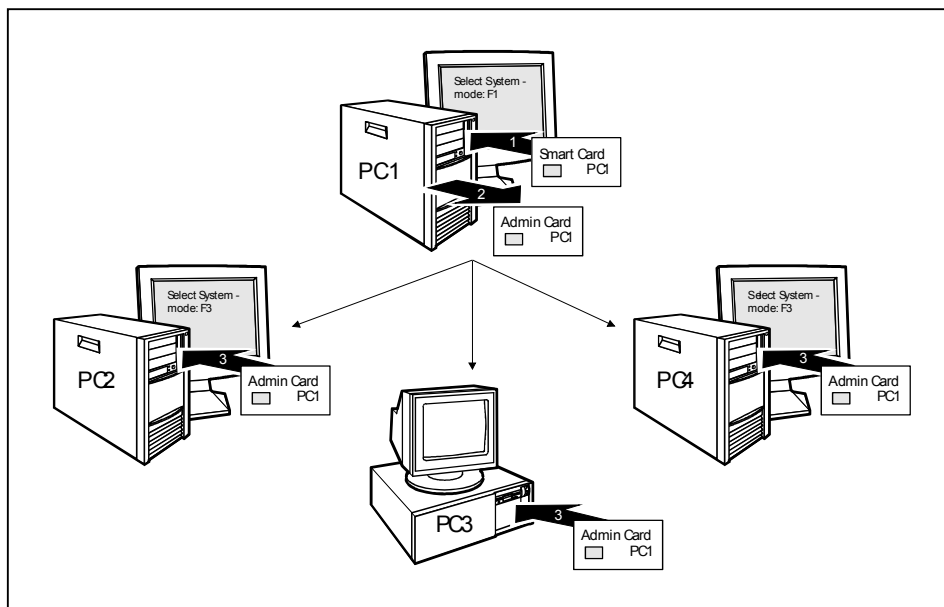 Select System -
mode: F1
1
Smart Card
PC1
PC1
2
Admin Card
PC1
Select System -
mode: F3
3
PC2
Admin Card
PC1
Select System -
mode: F3
3
PC4
Admin Card
PC1
PC3
3
Admin Card
PC1